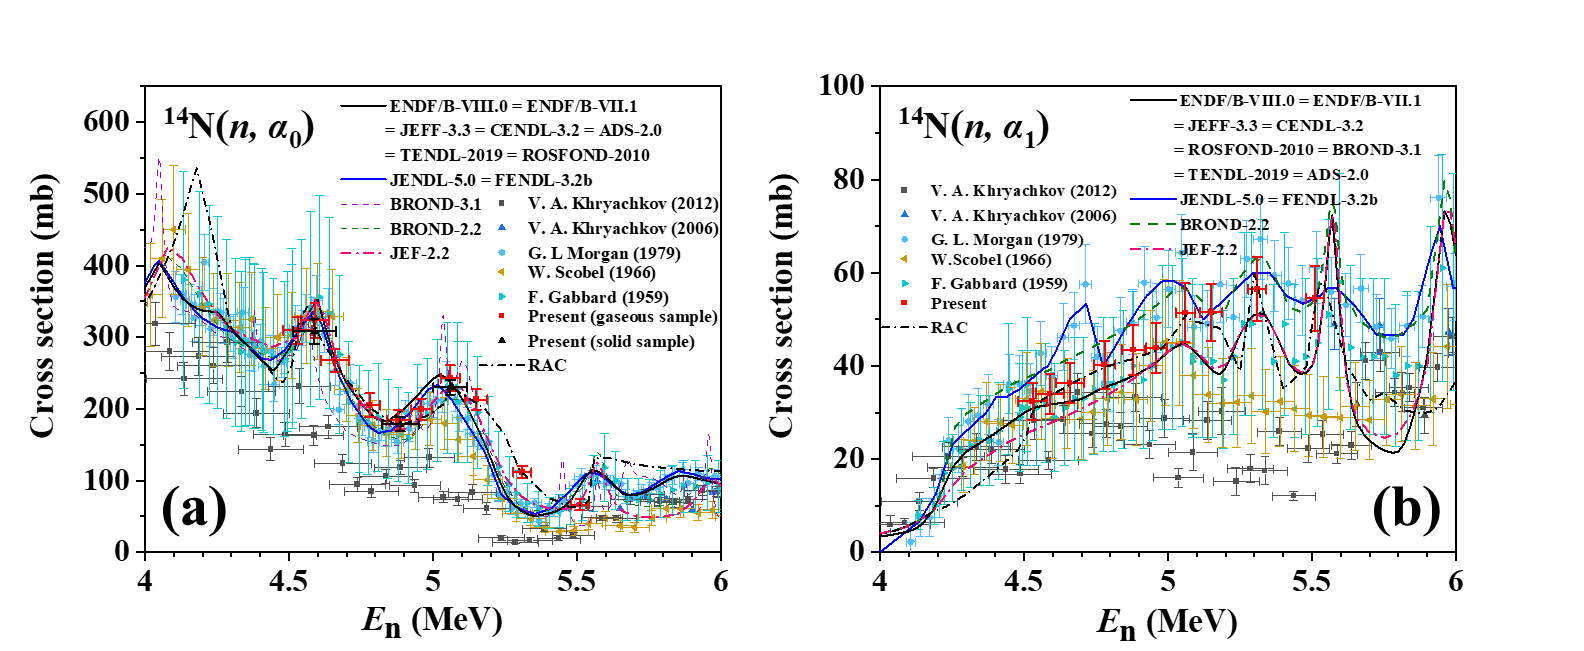 ¹⁴N(n, α₀)
ENDF/B-VIII.0 = ENDF/B-VII.1
= JEFF-3.3 = CENDL-3.2 = ADS-2.0
= TENDL-2019 = ROSFOND-2010
JENDL-5.0 = FENDL-3.2b
BROND-3.1
BROND-2.2
JEF-2.2
V. A. Khryachkov (2012)
V. A. Khryachkov (2006)
G. L Morgan (1979)
W. Scobel (1966)
F. Gabbard (1959)
Present (gaseous sample)
Present (solid sample)
RAC
Cross section (mb)
600
500
400
300
200
100
0
(a)
4
4.5
5
5.5
6
Eₙ (MeV)
¹⁴N(n, α₁)
ENDF/B-VIII.0 = ENDF/B-VII.1
= JEFF-3.3 = CENDL-3.2
= ROSFOND-2010 = BROND-3.1
= TENDL-2019 = ADS-2.0
JENDL-5.0 = FENDL-3.2b
BROND-2.2
JEF-2.2
V. A. Khryachkov (2012)
V. A. Khryachkov (2006)
G. L. Morgan (1979)
W.Scobel (1966)
F. Gabbard (1959)
Present
RAC
Cross section (mb)
100
80
60
40
20
0
(b)
4
4.5
5
5.5
6
Eₙ (MeV)